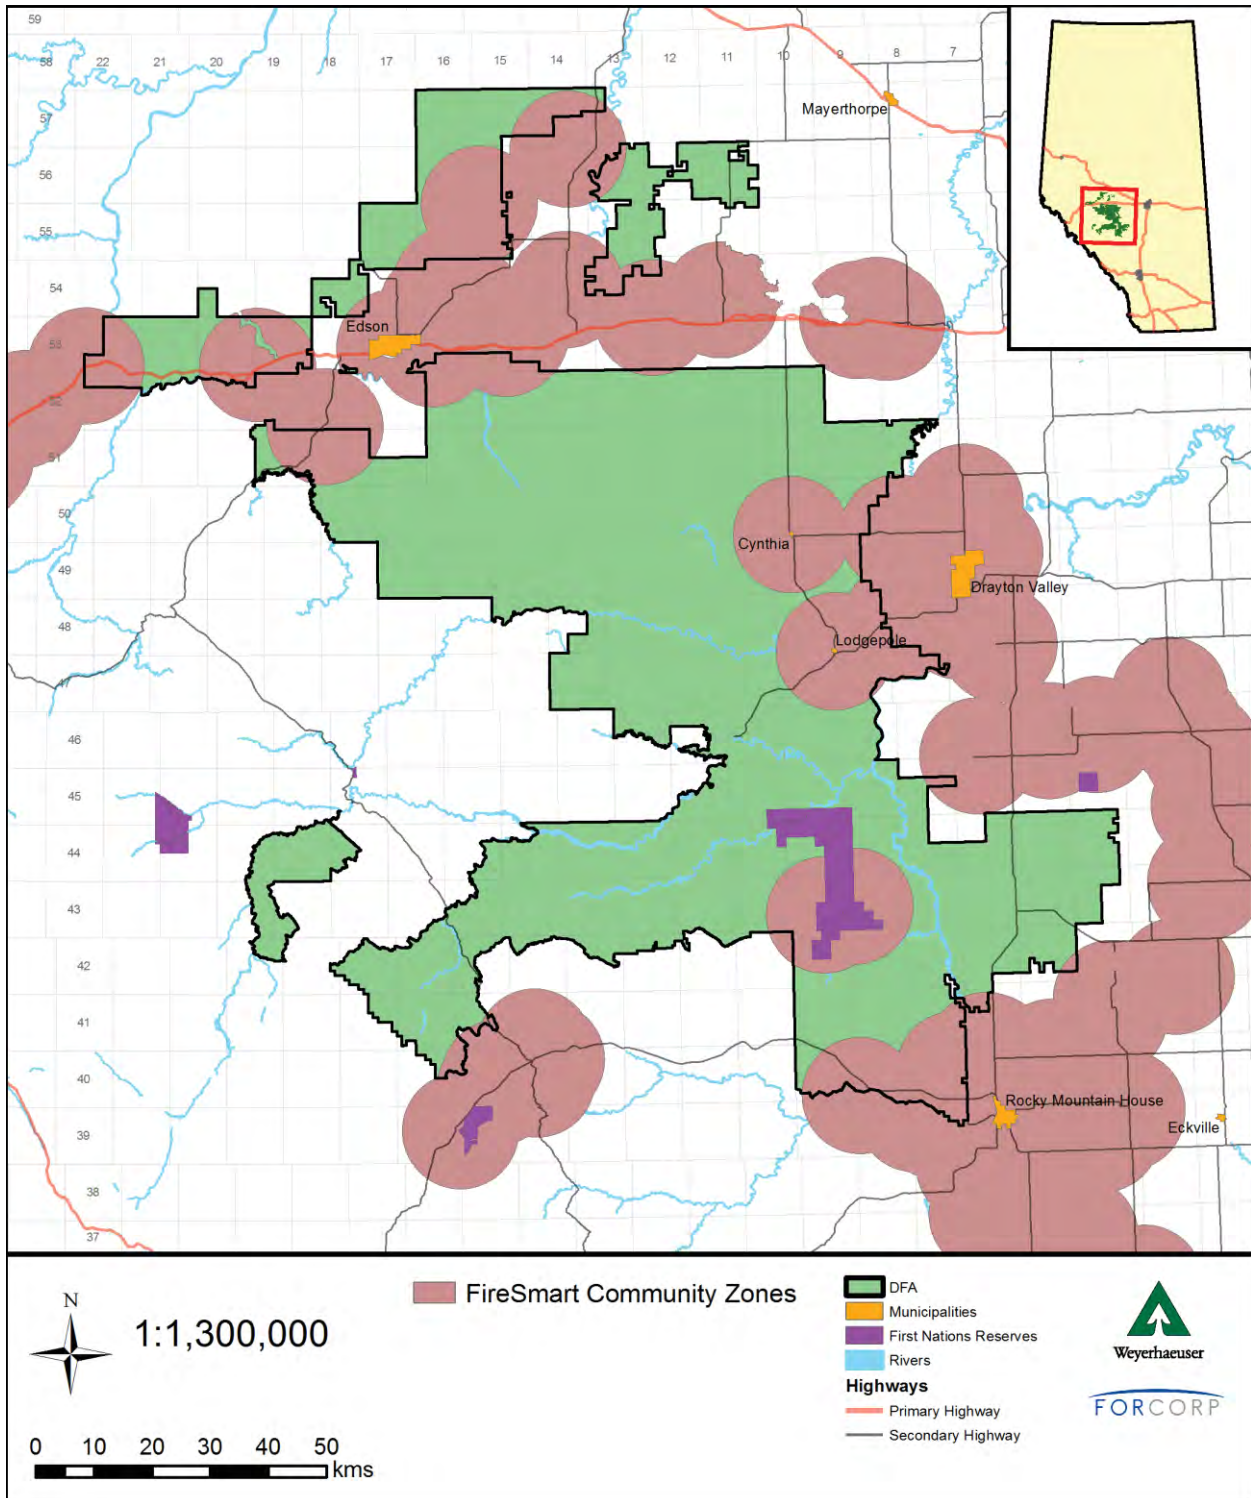 59
58
22
21
20
19
18
17
16
15
14
13
12
11
10
9
8
7
57
Mayerthorpe
56
55
54
Edson
53
52
51
50
Cynthia
49
Drayton Valley
48
Lodgepole
47
46
45
44
43
42
41
40
Rocky Mountain House
39
Eckville
38
37
N
1:1,300,000
0 10 20 30 40 50
kms
FireSmart Community Zones
DFA
Municipalities
First Nations Reserves
Rivers
Highways
Primary Highway
Secondary Highway
Weyerhaeuser
FORCORP